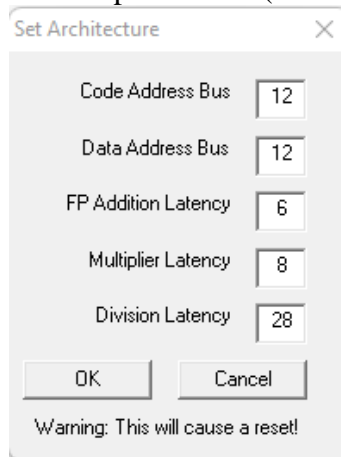 Set Architecture
Code Address Bus 12
Data Address Bus 12
FP Addition Latency 6
Multiplier Latency 8
Division Latency 28
OK Cancel
Warning: This will cause a reset!